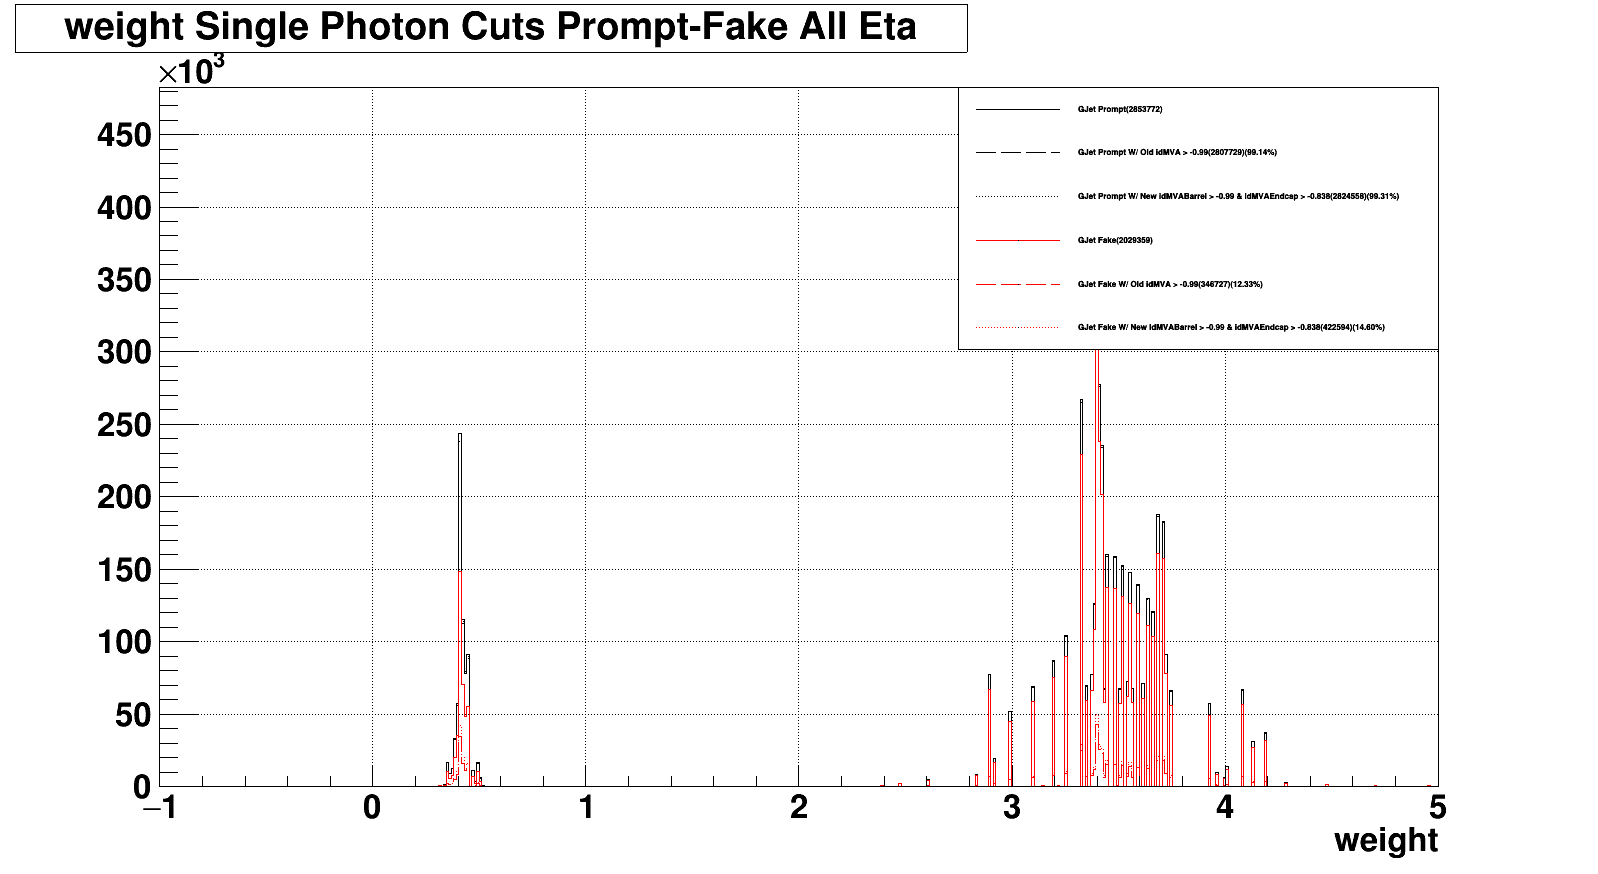 weight Single Photon Cuts Prompt-Fake All Eta
×10³
450
400
350
300
250
200
150
100
50
0
−1 0 1 2 3 4 5
weight
GJet Prompt(2853772)
GJet Prompt W/ Old idMVA > -0.99(2807729)(99.14%)
GJet Prompt W/ New idMVABarrel > -0.99 & idMVAEndcap > -0.838(2824558)(99.31%)
GJet Fake(2029359)
GJet Fake W/ Old idMVA > -0.99(346727)(12.33%)
GJet Fake W/ New idMVABarrel > -0.99 & idMVAEndcap > -0.838(422594)(14.60%)